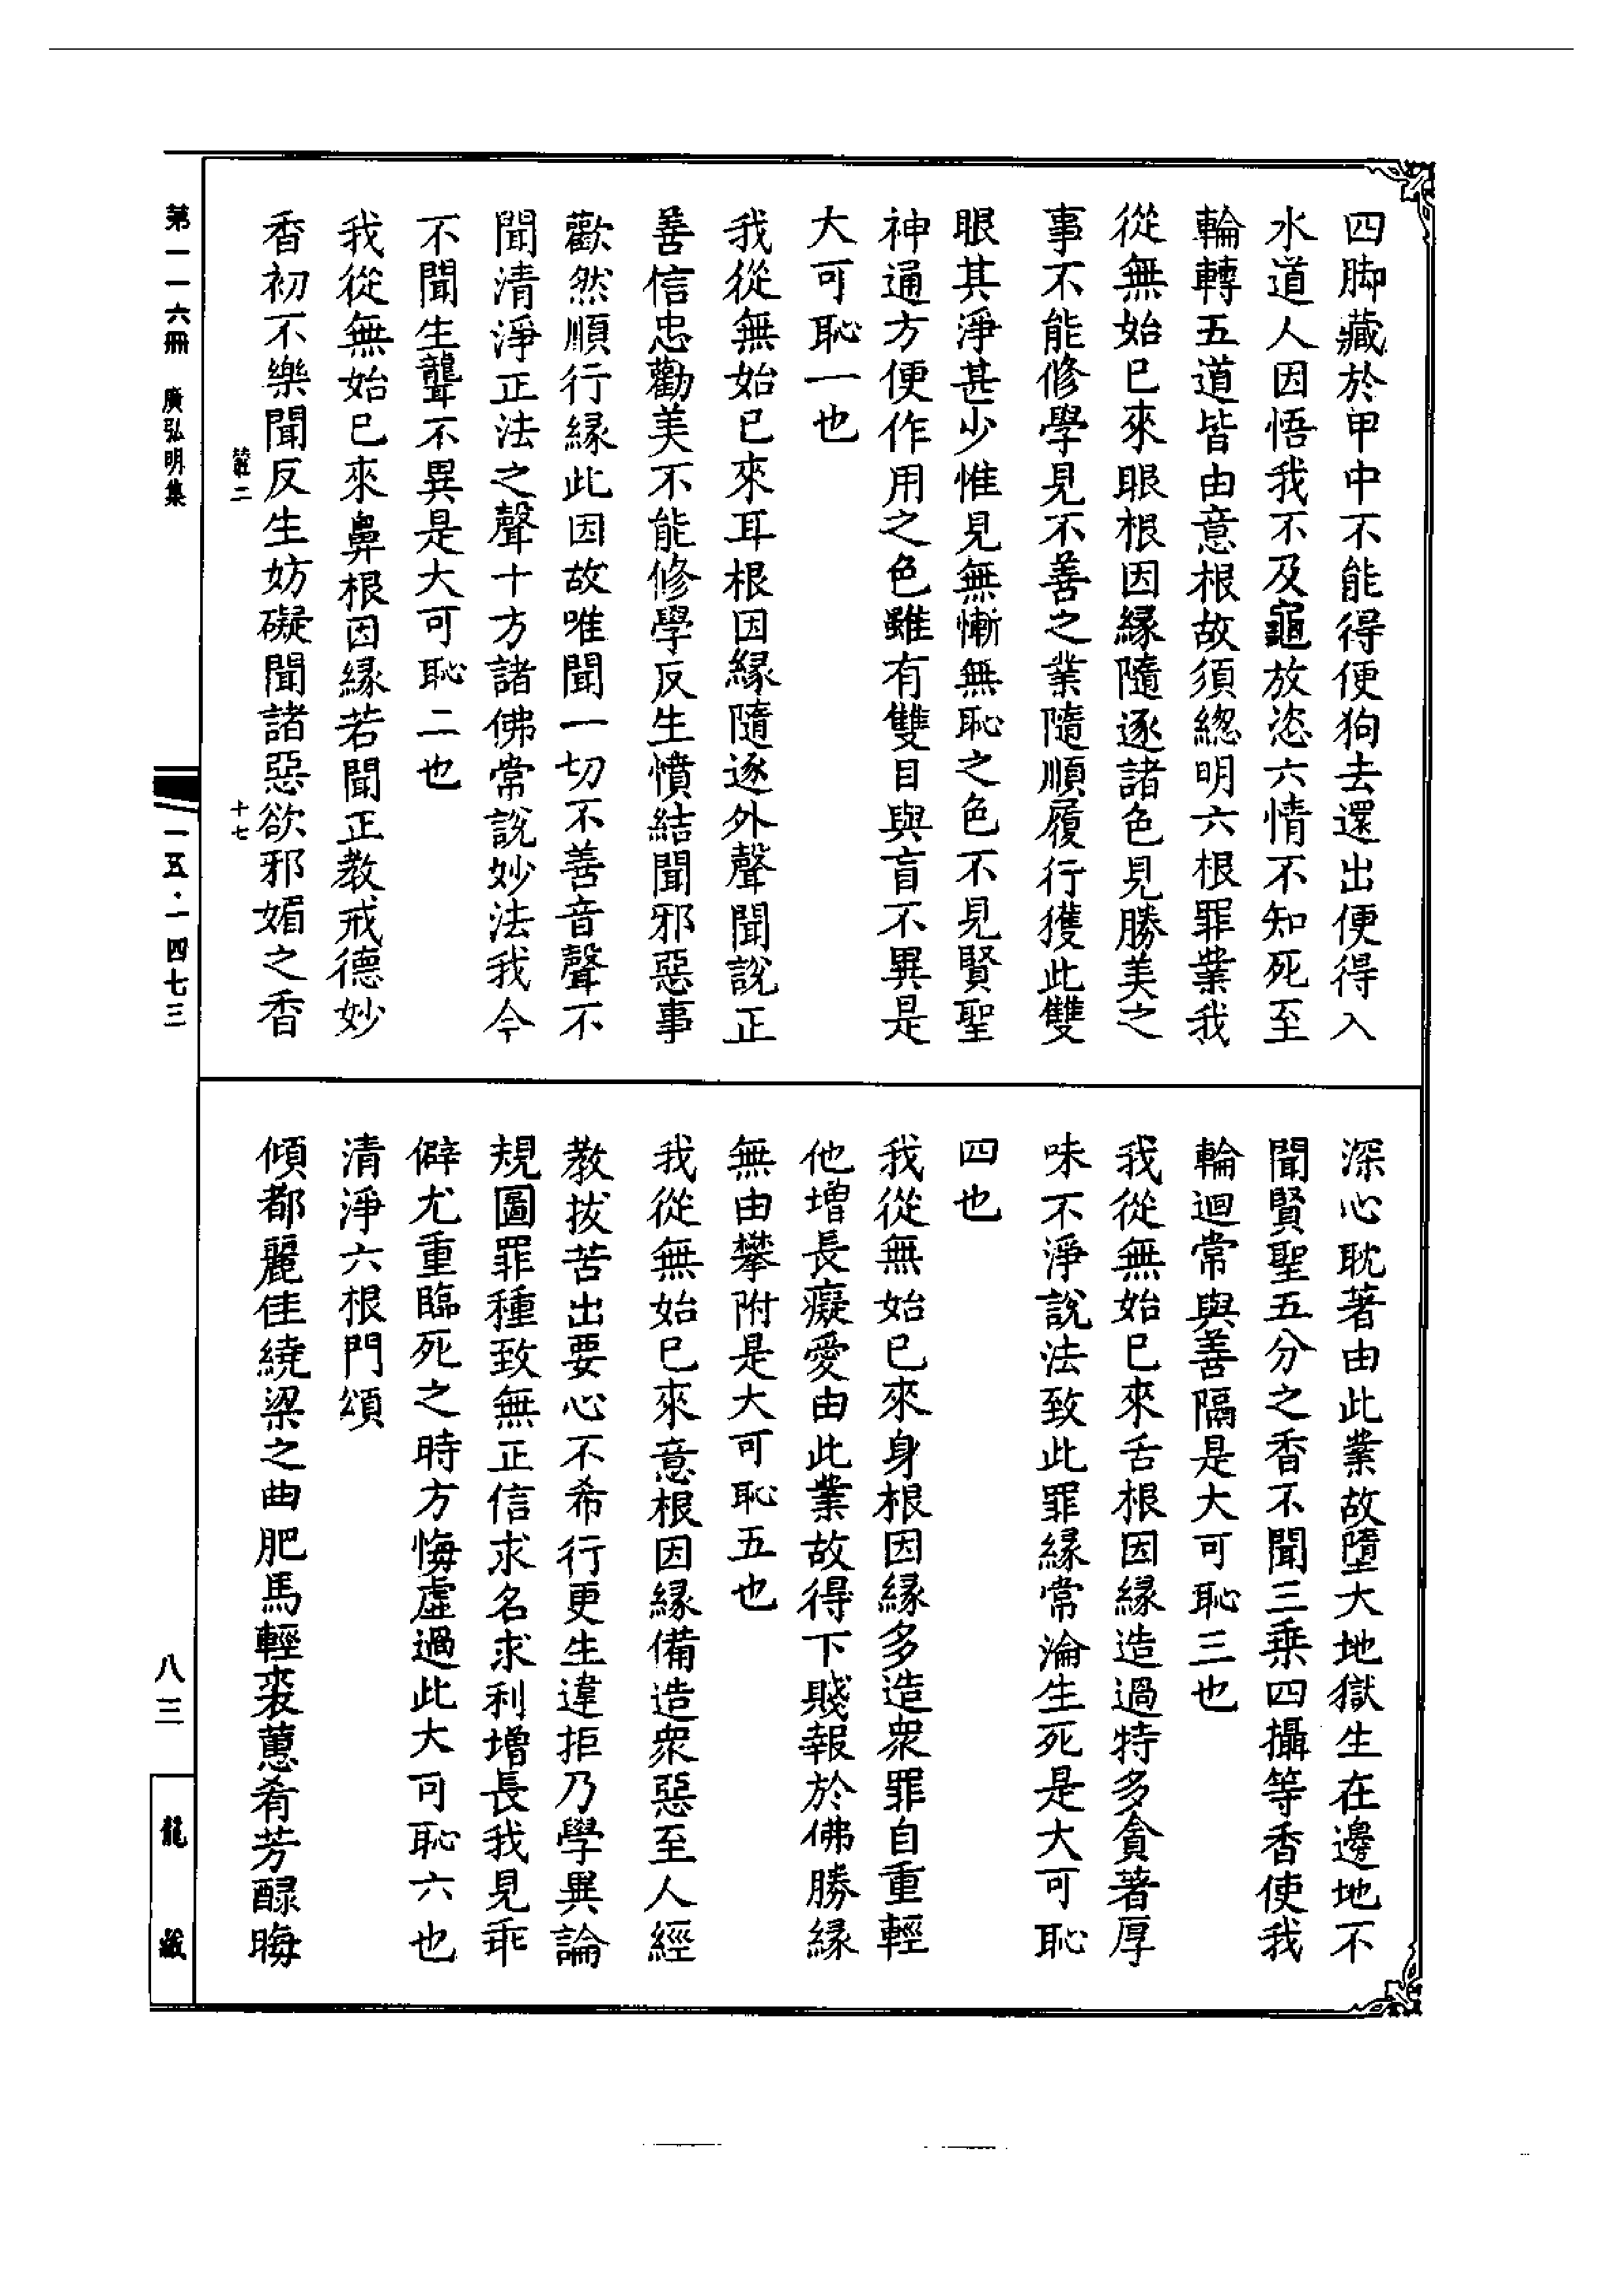 四脚藏於甲中不能得便狗去還出便得入
水道人因悟我不及龜放恣六情不知死至
輪轉五道皆由意根故須緫明六根罪業我
從無始已來眼根因縁隨逐諸色見勝美之
事不能修學見不善之業隨順履行獲此雙
眼其淨甚少惟見無慚無恥之色不見賢聖
神通方便作用之色雖有雙目與盲不異是
大可恥一也
我從無始已來耳根因縁隨逐外聲聞說正
善信忠勸美不能修學反生憤結聞邪惡事
歡然順行縁此因故唯聞一切不善音聲不
聞清淨正法之聲十方諸佛常說妙法我今
不聞生聾不異是大可恥二也
我從無始已來鼻根因縁若聞正教戒德妙
香初不樂聞反生妨礙聞諸惡欲邪媚之香
十七
深心耽著由此業故墮大地獄生在邊地不
聞賢聖五分之香不聞三乘四攝等香使我
輪迴常與善隔是大可恥三也
我從無始已來舌根因縁造過特多貪著厚
味不淨說法致此罪縁常淪生死是大可恥
四也
我從無始已來身根因縁多造衆罪自重輕
他增長癡愛由此業故得下賤報於佛勝縁
無由攀附是大可恥五也
我從無始已來意根因縁備造衆惡至人經
教拔苦出要心不希行更生違拒乃學異論
規圖罪種致無正信求名求利增長我見乖
僻尤重臨死之時方悔虛過此大可恥六也
清淨六根門頌
傾都麗佳繞梁之曲肥馬輕裘蕙肴芳醁晦
第一一六冊 廣弘明集
一五·一四七三
八三
龍藏